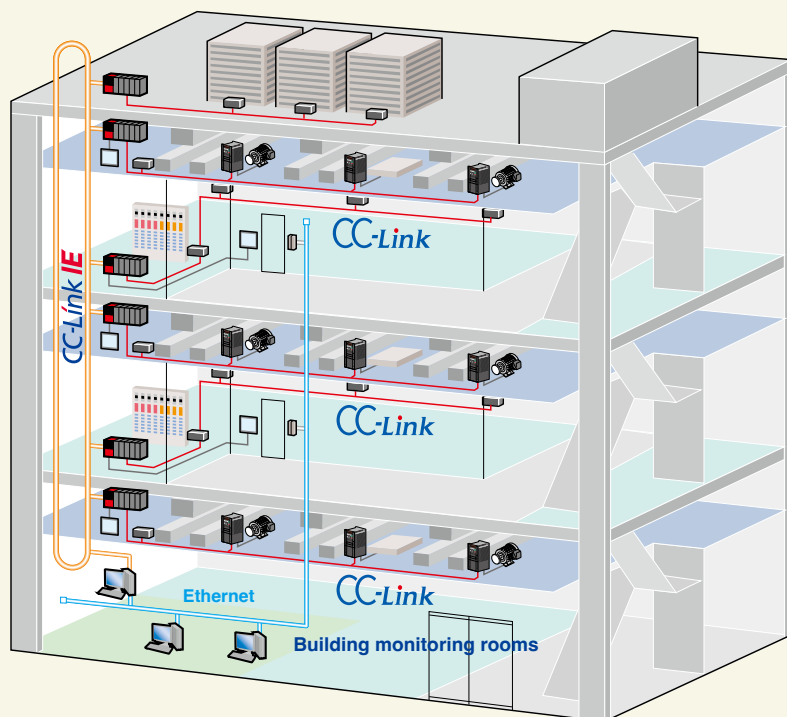 CC-Link
CC-Link IE
CC-Link
Ethernet
CC-Link
Building monitoring rooms